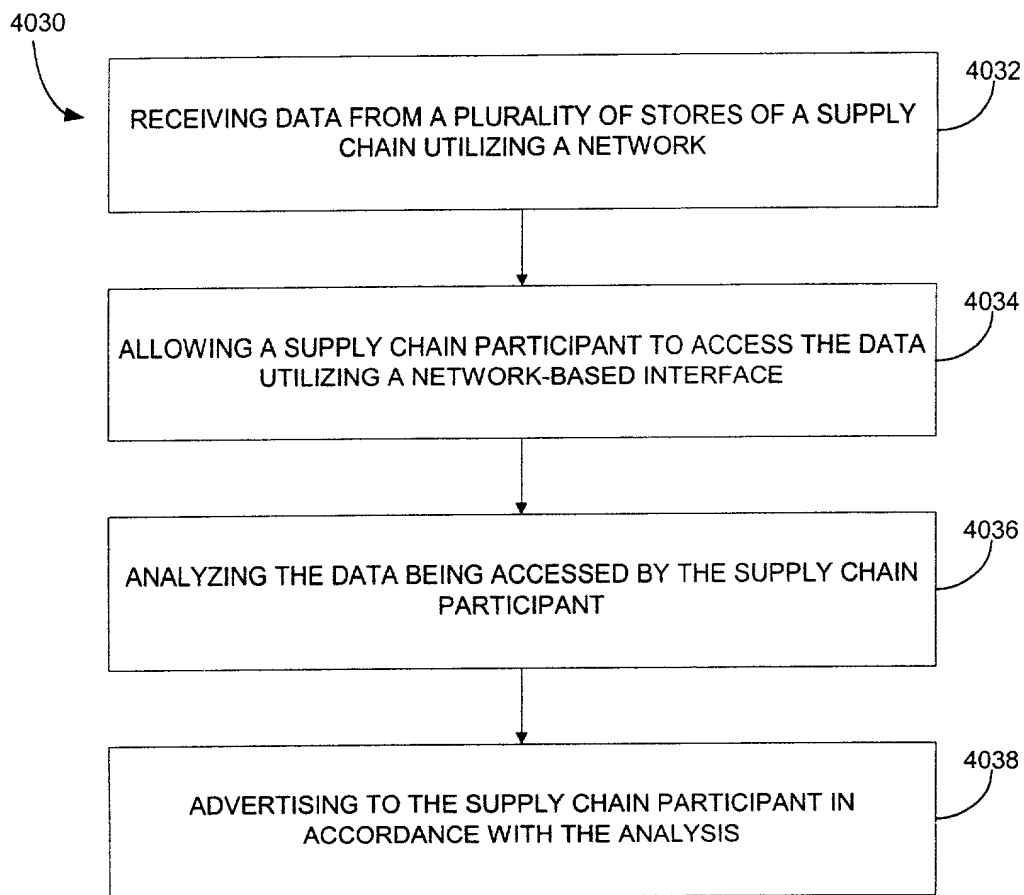 4030
4032
RECEIVING DATA FROM A PLURALITY OF STORES OF A SUPPLY
CHAIN UTILIZING A NETWORK
4034
ALLOWING A SUPPLY CHAIN PARTICIPANT TO ACCESS THE DATA
UTILIZING A NETWORK-BASED INTERFACE
4036
ANALYZING THE DATA BEING ACCESSED BY THE SUPPLY CHAIN
PARTICIPANT
4038
ADVERTISING TO THE SUPPLY CHAIN PARTICIPANT IN
ACCORDANCE WITH THE ANALYSIS